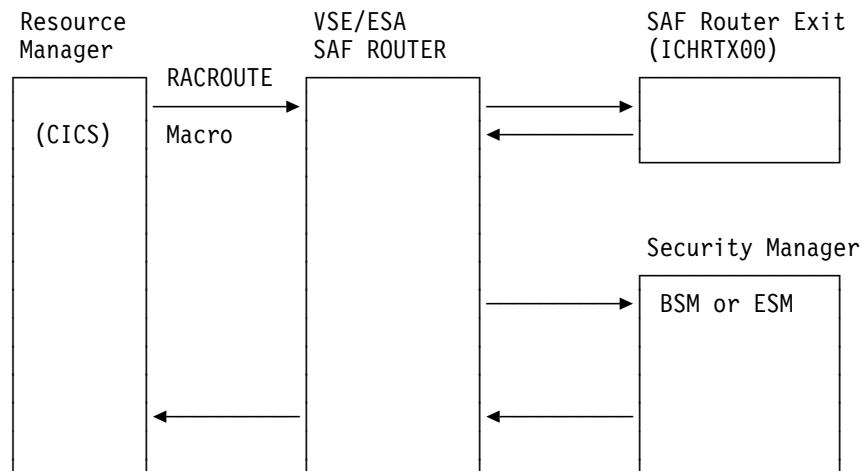 Resource
Manager
VSE/ESA
SAF ROUTER
SAF Router Exit
(ICHRTX00)
RACROUTE
(CICS)
Macro
Security Manager
BSM or ESM